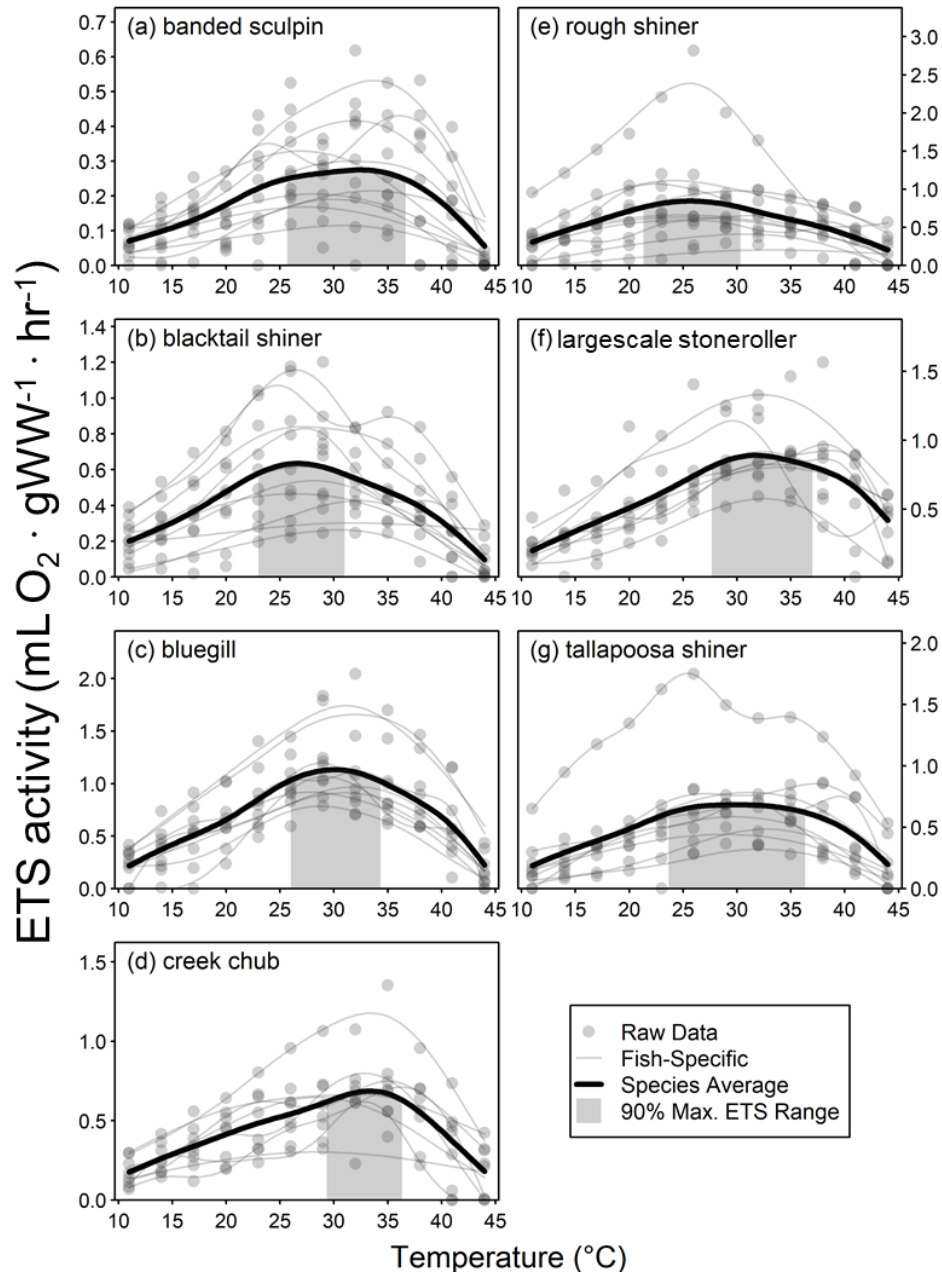 ETS activity (mL O₂ · gWW⁻¹ · hr⁻¹)
(a) banded sculpin
0.7
0.6
0.5
0.4
0.3
0.2
0.1
0.0
10 15 20 25 30 35 40 45
(e) rough shiner
3.0
2.5
2.0
1.5
1.0
0.5
0.0
10 15 20 25 30 35 40 45
(b) blacktail shiner
1.4
1.2
1.0
0.8
0.6
0.4
0.2
0.0
10 15 20 25 30 35 40 45
(f) largescale stoneroller
1.5
1.0
0.5
10 15 20 25 30 35 40 45
(c) bluegill
2.0
1.5
1.0
0.5
0.0
10 15 20 25 30 35 40 45
(g) tallapoosa shiner
2.0
1.5
1.0
0.5
0.0
10 15 20 25 30 35 40 45
(d) creek chub
1.5
1.0
0.5
0.0
10 15 20 25 30 35 40 45
Raw Data
Fish-Specific
Species Average
90% Max. ETS Range
Temperature (°C)